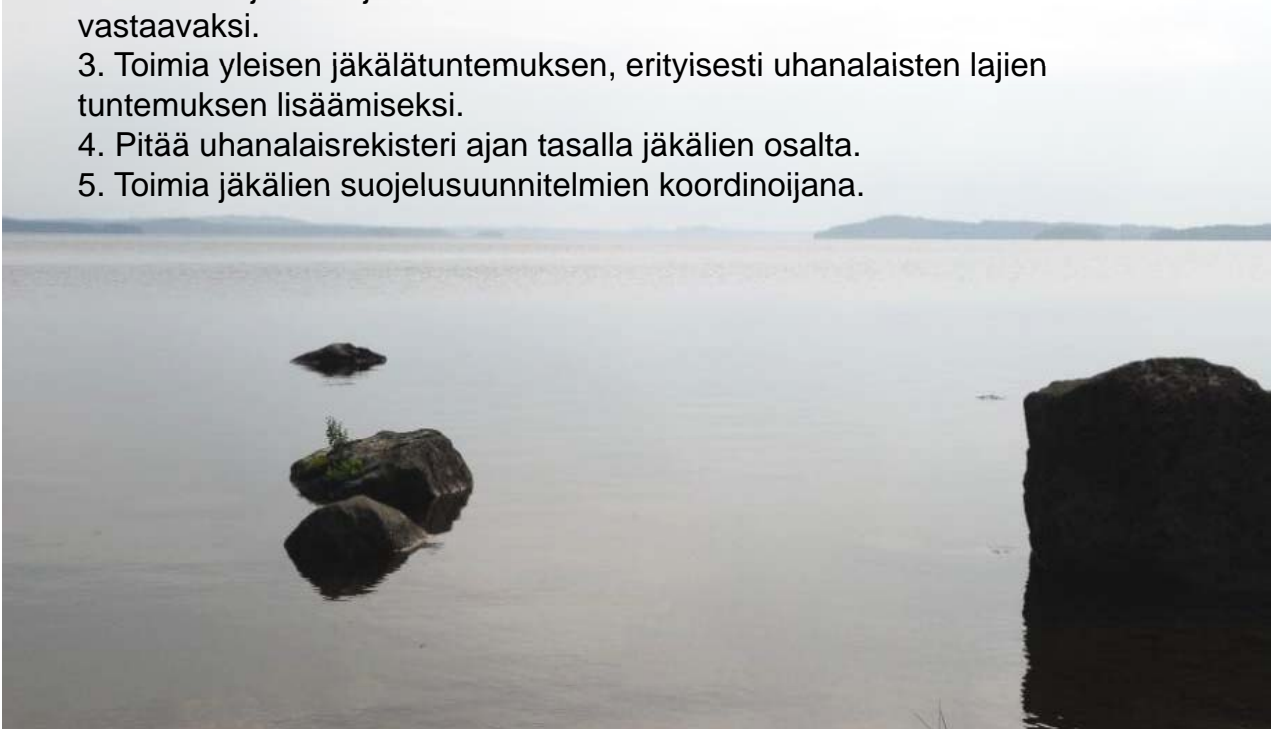 vastaavaksi.
3. Toimia yleisen jäkälätuntemuksen, erityisesti uhanalaisten lajien
tuntemuksen lisäämiseksi.
4. Pitää uhanalaisrekisteri ajan tasalla jäkälien osalta.
5. Toimia jäkälien suojelusuunnitelmien koordinoijana.